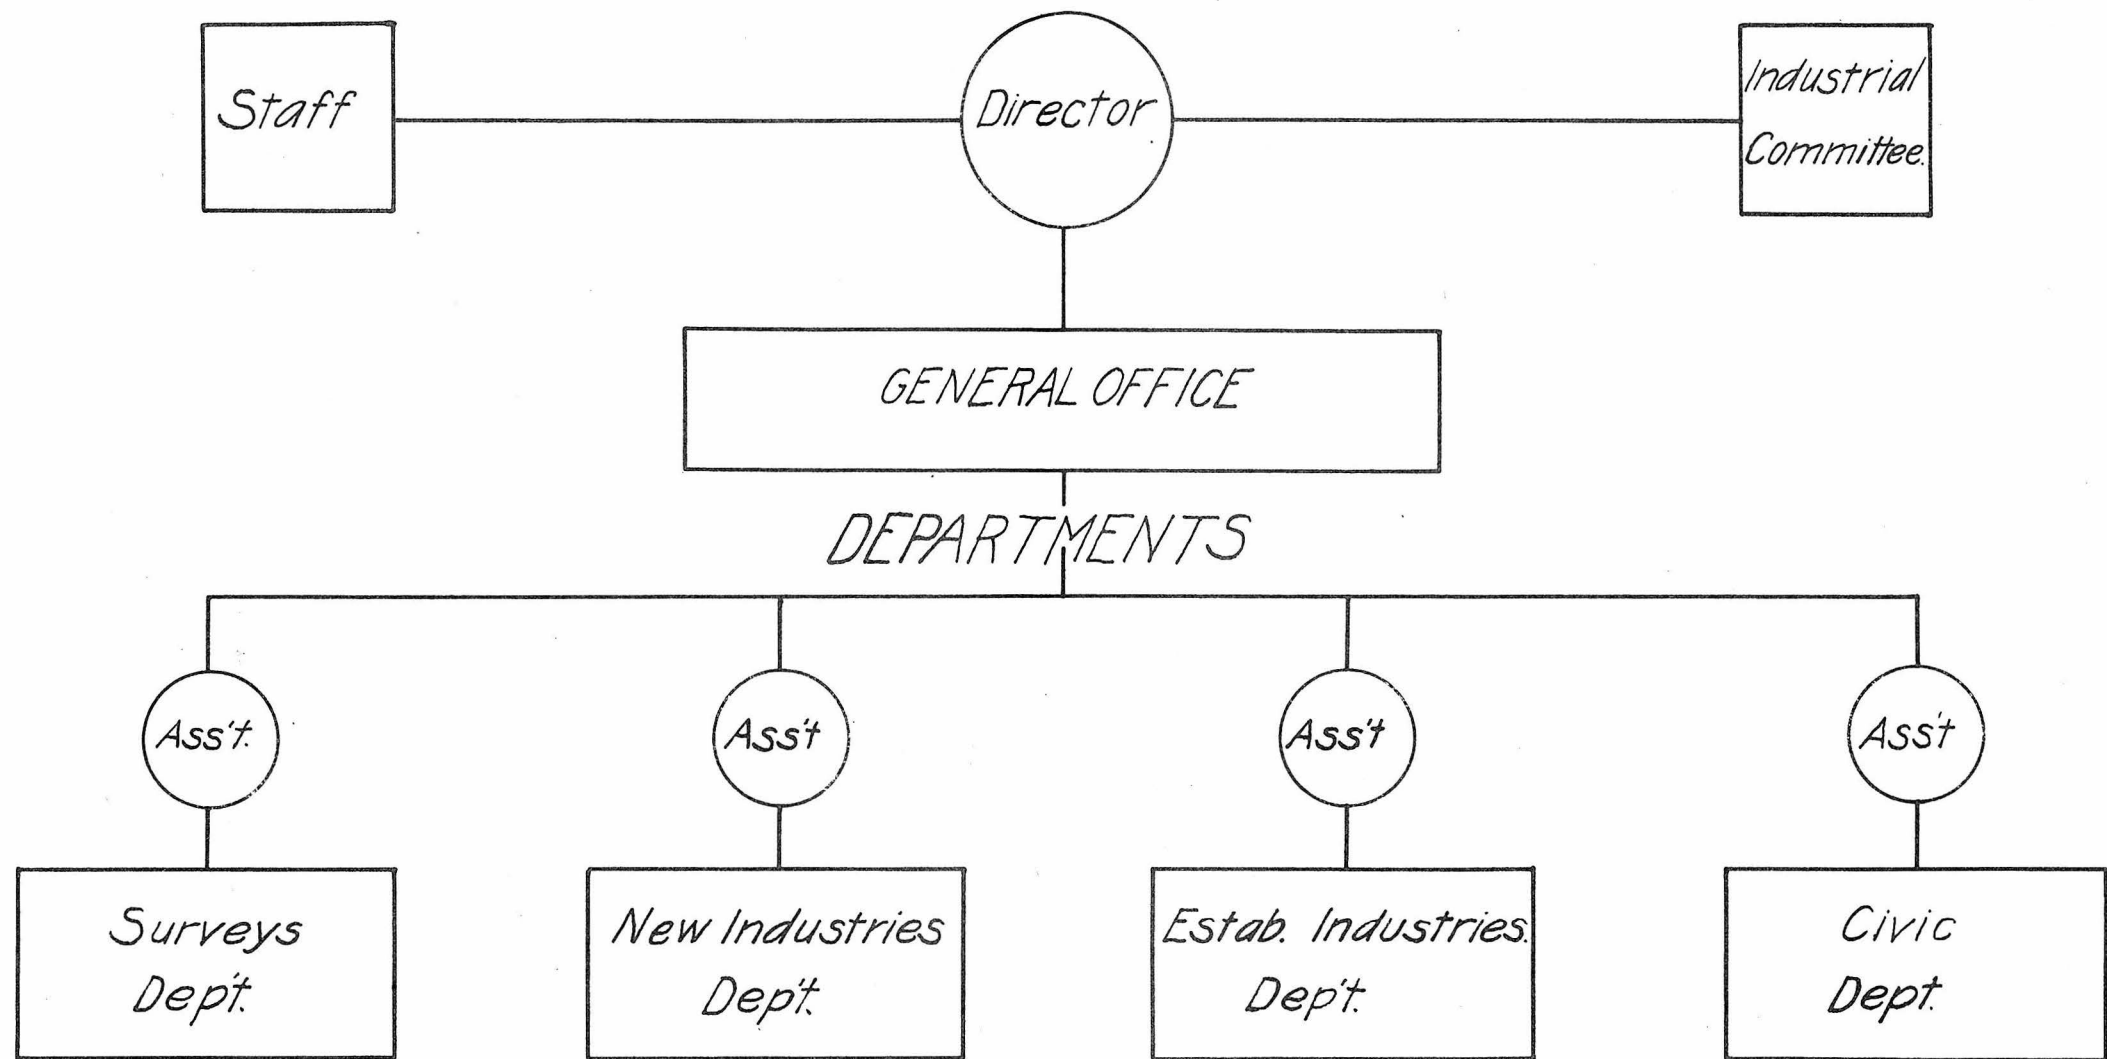 Staff
Director
Industrial
Committee.
GENERAL OFFICE
DEPARTMENTS
Ass't.
Ass't
Ass't
Ass't
Surveys
Dep't.
New Industries
Dep't.
Estab. Industries.
Dep't.
Civic
Dept.